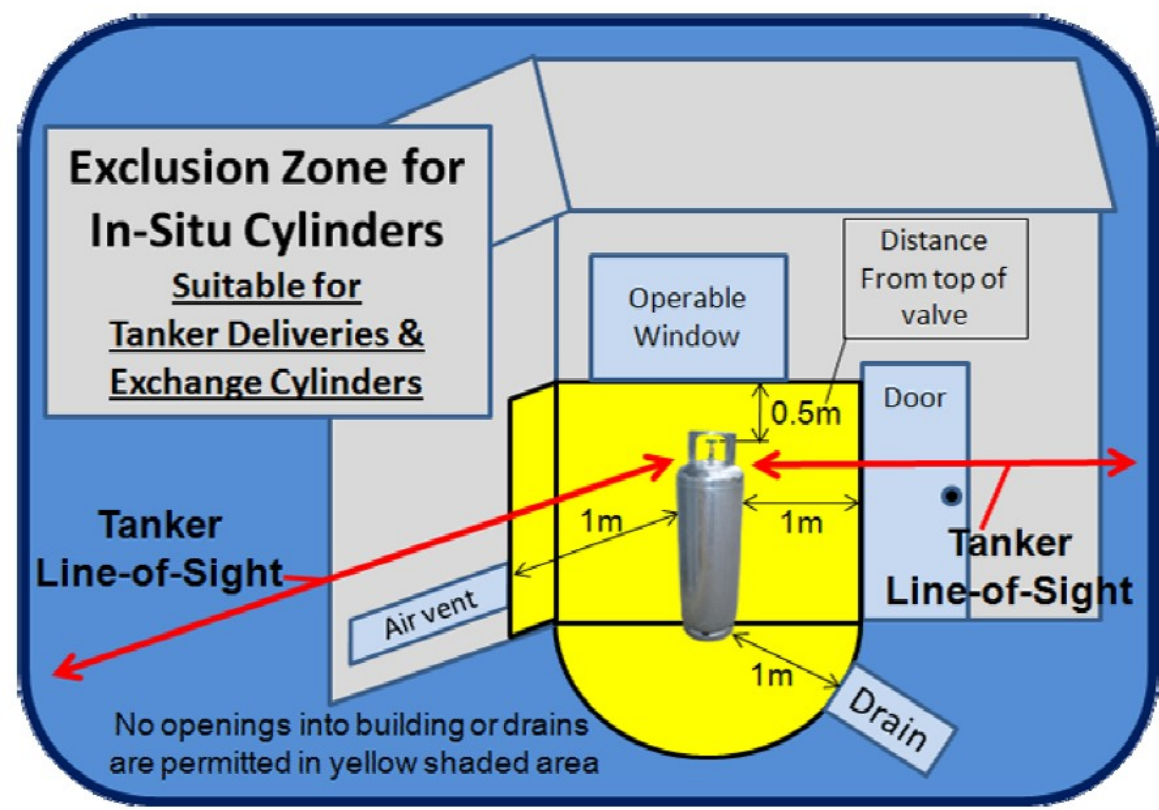 Exclusion Zone for
In-Situ Cylinders
Suitable for
Tanker Deliveries &
Exchange Cylinders
Distance
From top of
valve
Operable
Window
0.5m
Door
1m
1m
Tanker
Line-of-Sight
Tanker
Line-of-Sight
Air vent
1m
Drain
No openings into building or drains
are permitted in yellow shaded area